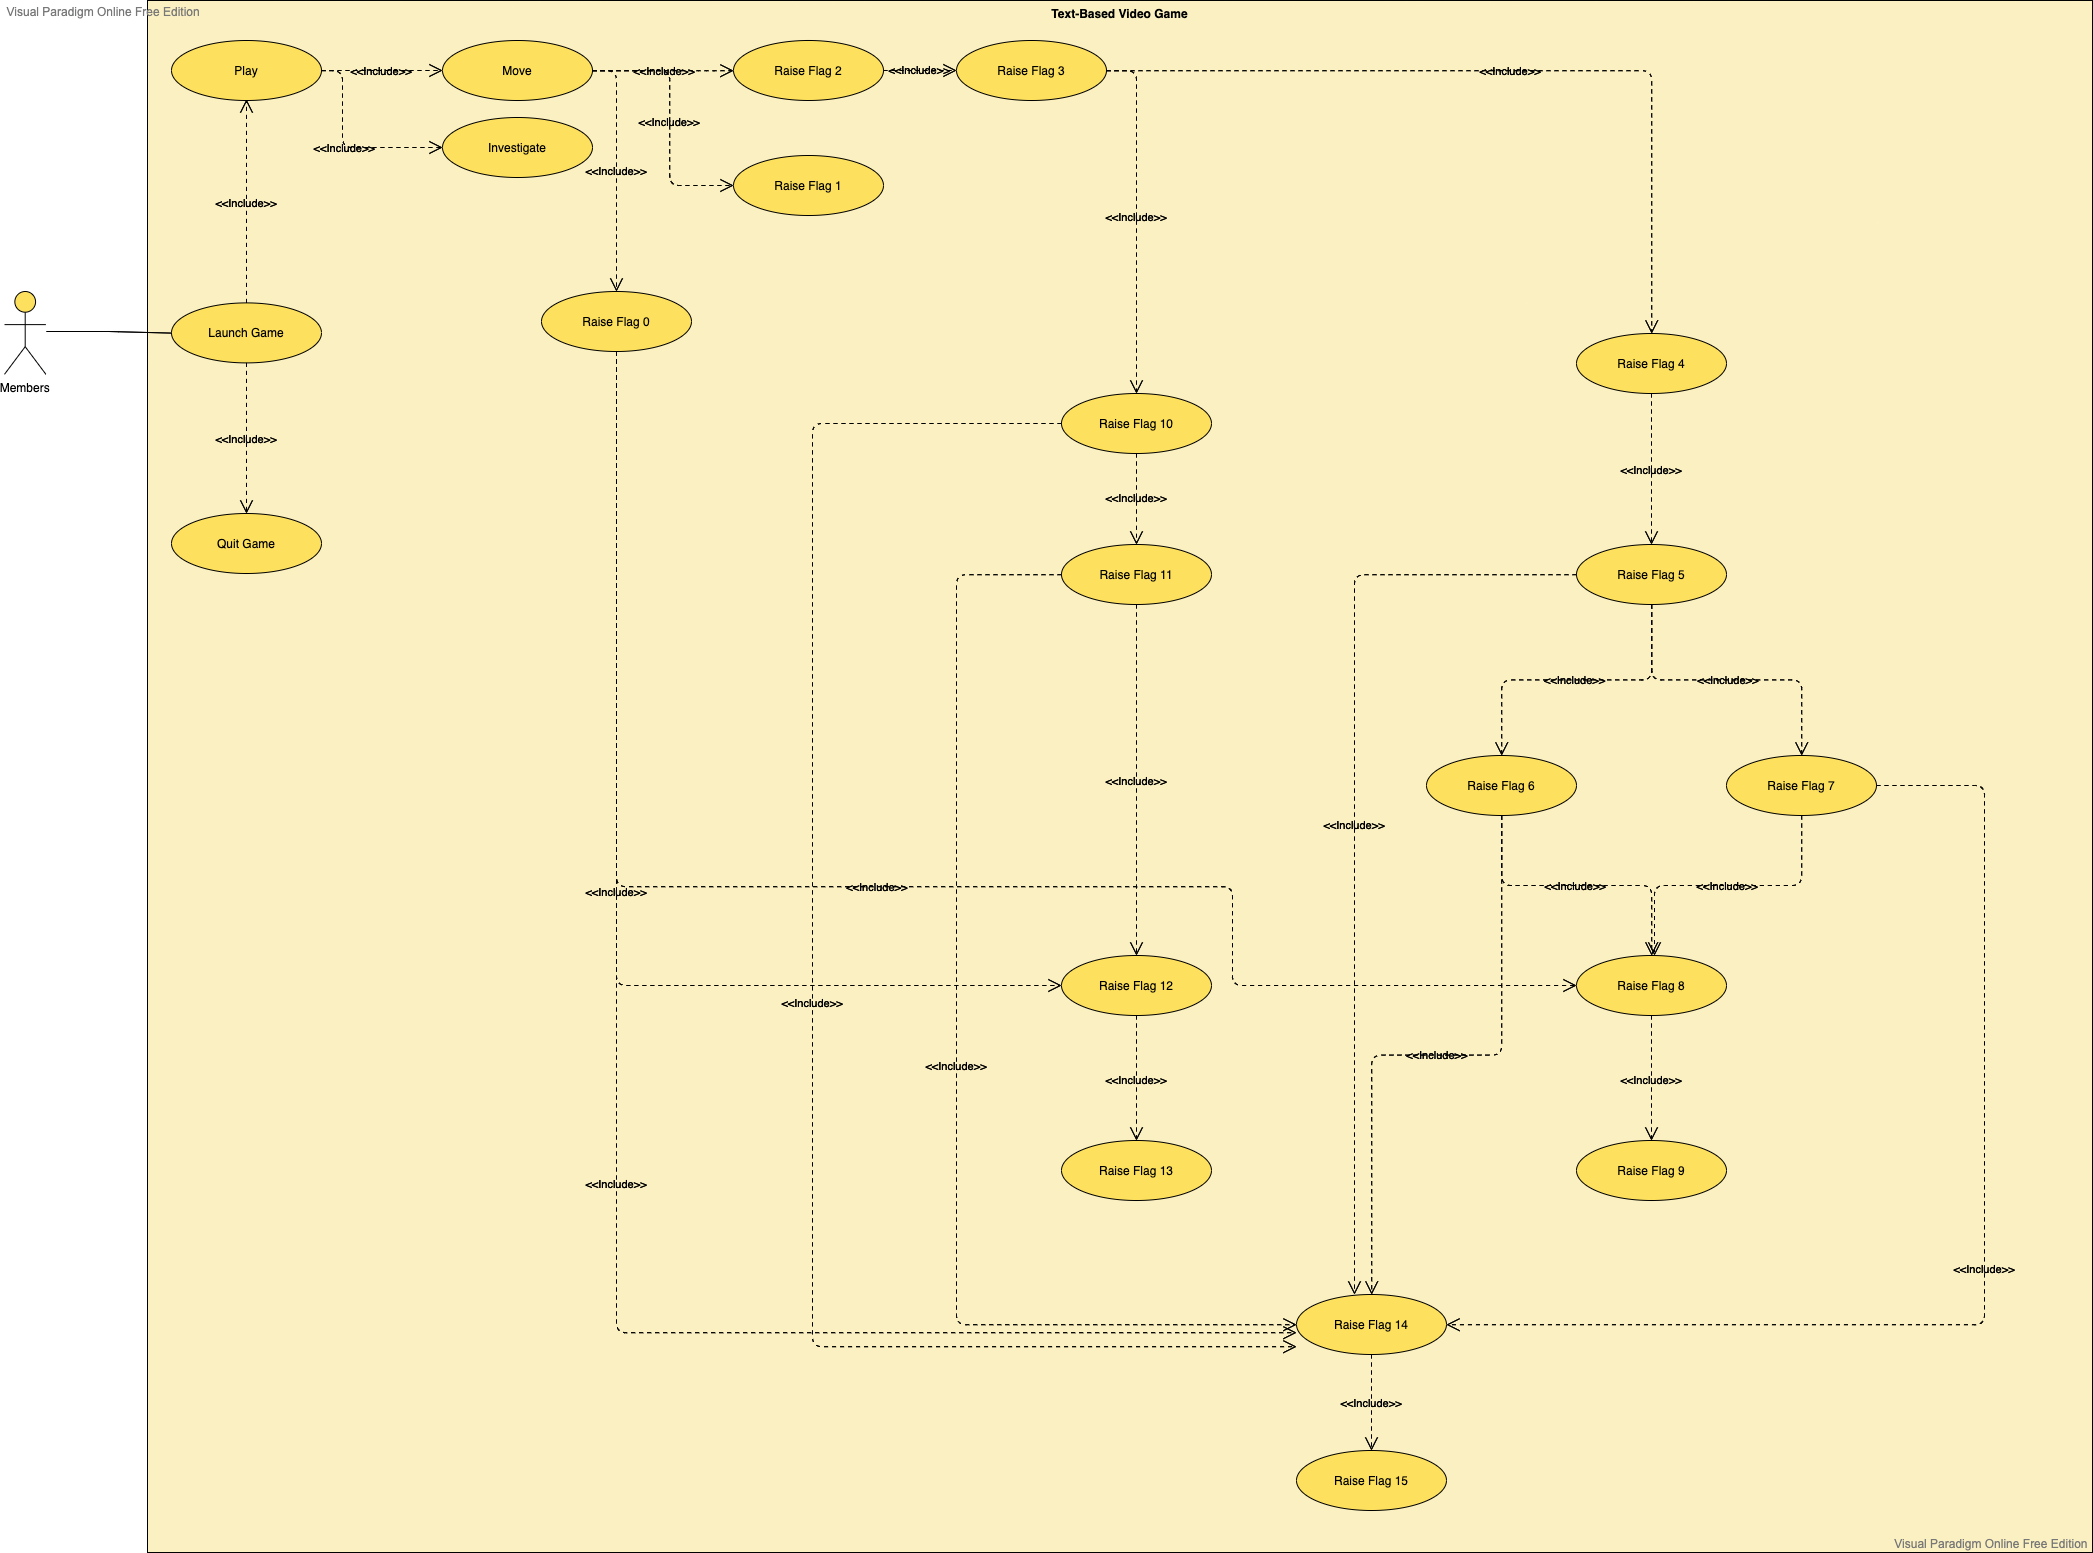 Visual Paradigm Online Free Edition
Text-Based Video Game
Play
<<Include>>
Move
<<Include>>
Raise Flag 2
<<Include>>
Raise Flag 3
<<Include>>
<<Include>>
Investigate
<<Include>>
<<Include>>
Raise Flag 1
<<Include>>
<<Include>>
Raise Flag 0
Launch Game
Members
Raise Flag 4
Raise Flag 10
<<Include>>
<<Include>>
<<Include>>
Quit Game
Raise Flag 11
Raise Flag 5
<<Include>>
<<Include>>
<<Include>>
Raise Flag 6
Raise Flag 7
<<Include>>
<<Include>>
<<Include>>
<<Include>>
<<Include>>
Raise Flag 12
Raise Flag 8
<<Include>>
<<Include>>
<<Include>>
<<Include>>
<<Include>>
Raise Flag 13
Raise Flag 9
<<Include>>
<<Include>>
Raise Flag 14
<<Include>>
Raise Flag 15
Visual Paradigm Online Free Edition